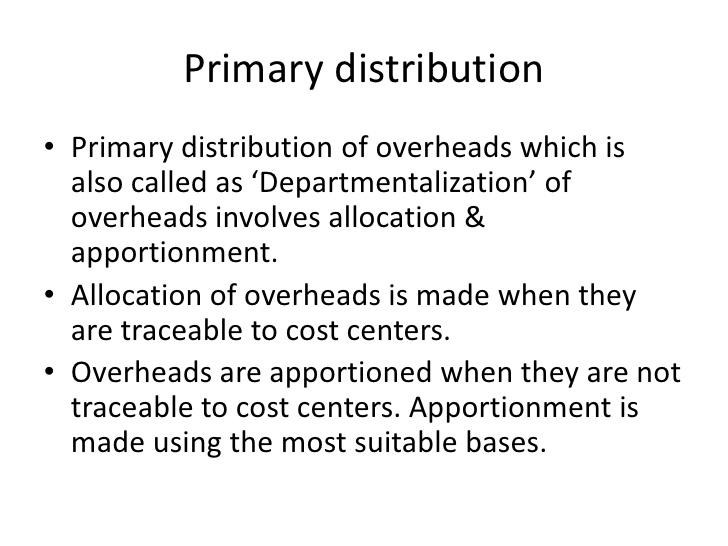 Primary distribution
• Primary distribution of overheads which is
also called as ‘Departmentalization’ of
overheads involves allocation &
apportionment.
• Allocation of overheads is made when they
are traceable to cost centers.
• Overheads are apportioned when they are not
traceable to cost centers. Apportionment is
made using the most suitable bases.